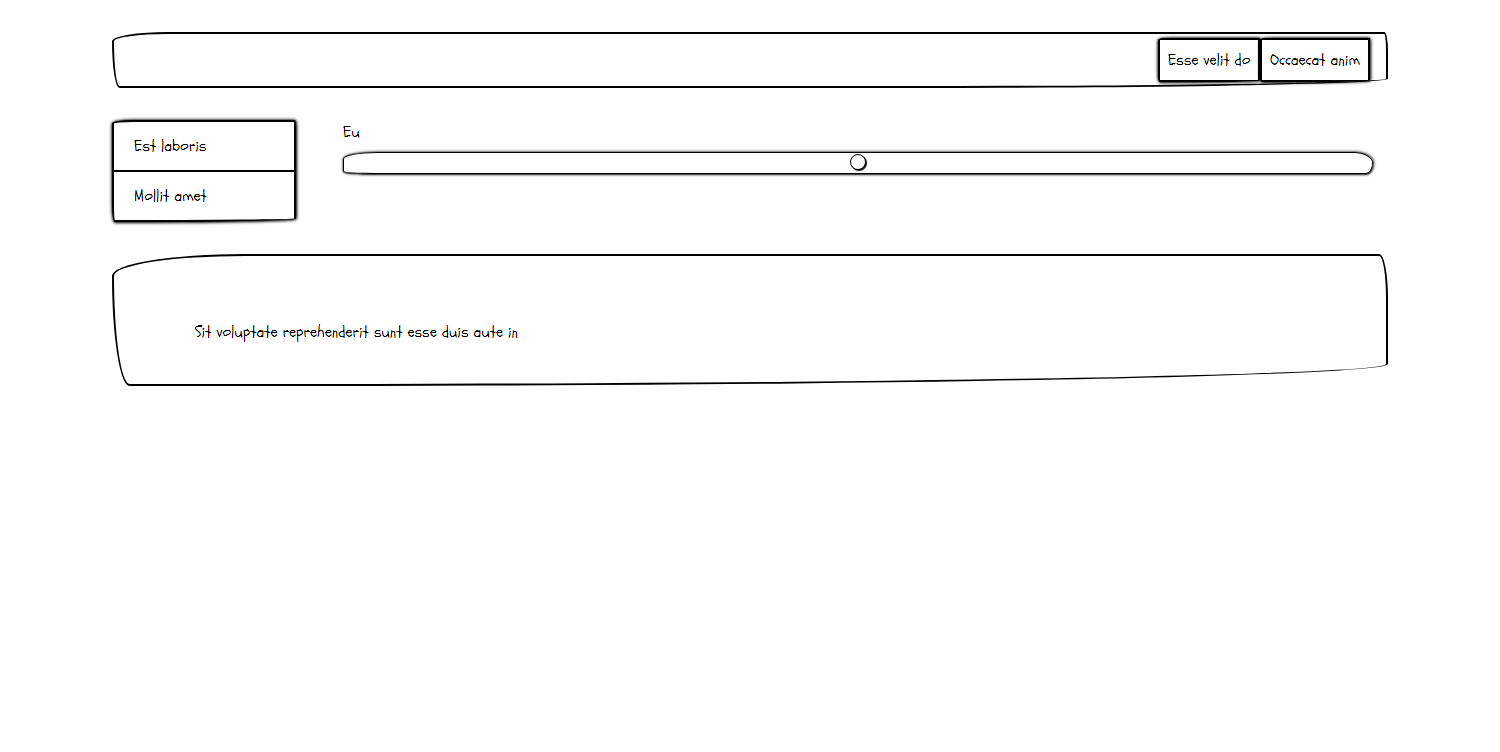 Esse velit do
Occaecat anim
Est laboris
Eu
Mollit amet
Sit voluptate reprehenderit sunt esse duis aute in